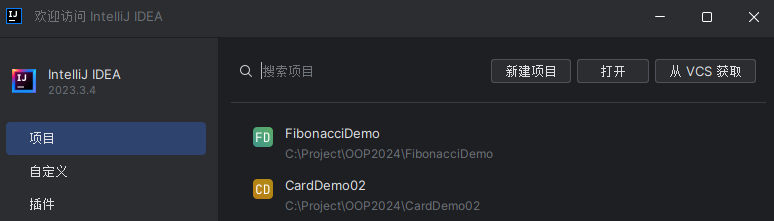 欢迎访问 IntelliJ IDEA
IntelliJ IDEA
2023.3.4
项目
自定义
插件
搜索项目
新建项目
打开
从 VCS 获取
FD
FibonacciDemo
C:\Project\OOP2024\FibonacciDemo
CD
CardDemo02
C:\Project\OOP2024\CardDemo02